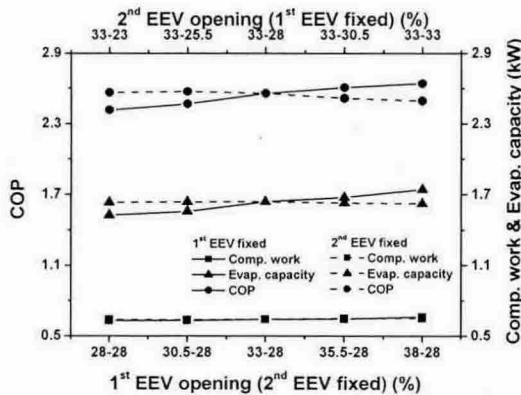 2nd EEV opening (1st EEV fixed) (%)
33-23 33-25.5 33-28 33-30.5 33-33
2.9 2.9
2.3 2.3
1.7 1.7
1.1 1.1
0.5 0.5
COP
Comp. work & Evap. capacity (kW)
1st EEV fixed 2nd EEV fixed
Comp. work Comp. work
Evap. capacity Evap. capacity
COP COP
28-28 30.5-28 33-28 35.5-28 38-28
1st EEV opening (2nd EEV fixed) (%)